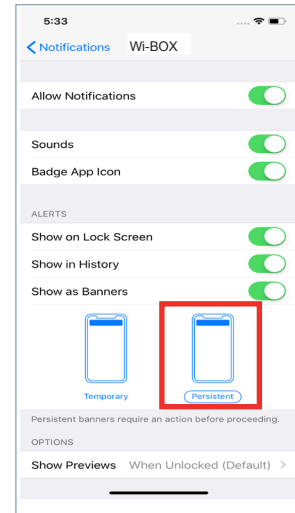 5:33
Notifications Wi-BOX
Allow Notifications
Sounds
Badge App Icon
ALERTS
Show on Lock Screen
Show in History
Show as Banners
Temporary Persistent
Persistent banners require an action before proceeding.
OPTIONS
Show Previews When Unlocked (Default) >